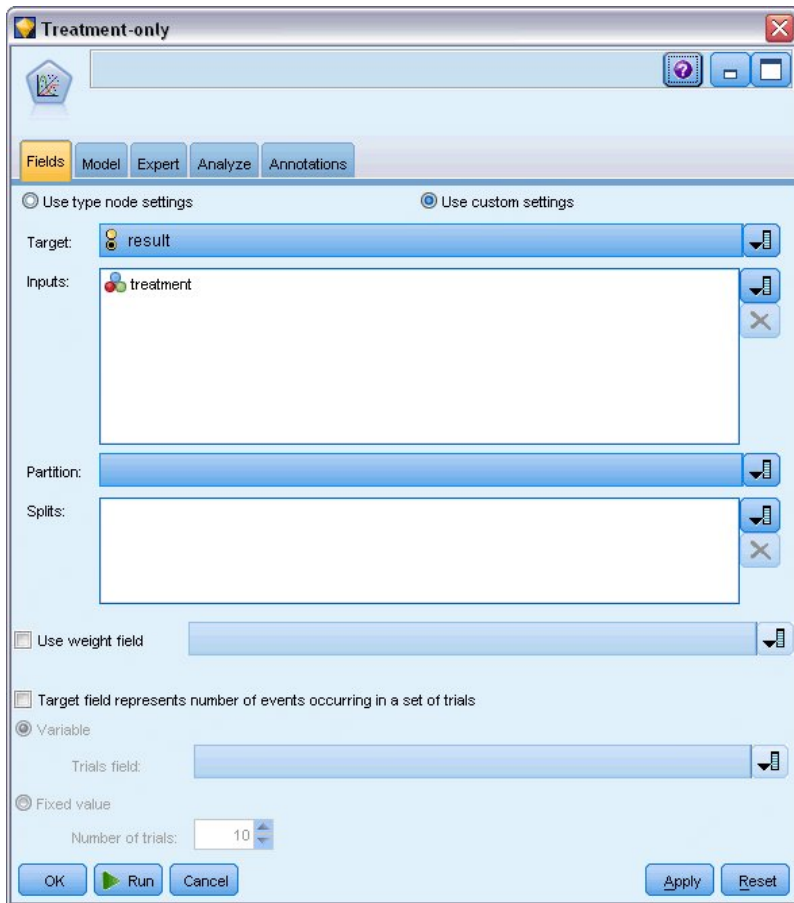 Treatment-only
Fields Model Expert Analyze Annotations
Use type node settings Use custom settings
Target: result
Inputs: treatment
Partition:
Splits:
Use weight field
Target field represents number of events occurring in a set of trials
Variable
Trials field:
Fixed value
Number of trials: 10
OK Run Cancel Apply Reset